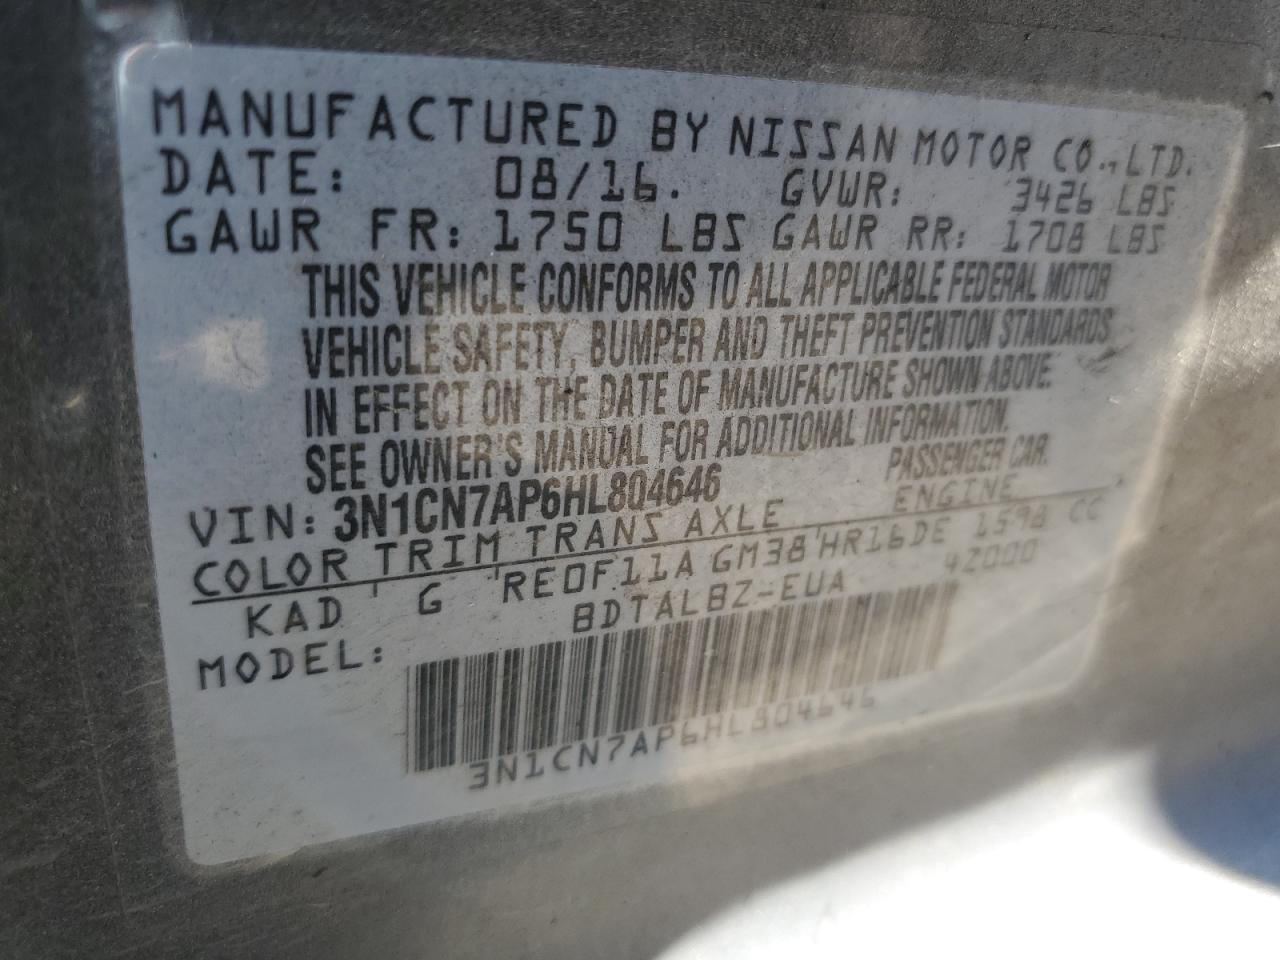 MANUFACTURED BY NISSAN MOTOR CO., LTD.
DATE: 08/16. GVWR: 3426 LBS
GAWR FR: 1750 LBS GAWR RR: 1708 LBS
THIS VEHICLE CONFORMS TO ALL APPLICABLE FEDERAL MOTOR
VEHICLE SAFETY, BUMPER AND THEFT PREVENTION STANDARDS
IN EFFECT ON THE DATE OF MANUFACTURE SHOWN ABOVE.
SEE OWNER'S MANUAL FOR ADDITIONAL INFORMATION.
VIN: 3N1CN7AP6HL804646 PASSENGER CAR.
COLOR TRIM TRANS AXLE ENGINE
KAD G RE0F11A GM38 HR16DE 1598 CC
MODEL: BDTALBZ-EUA 42000
3N1CN7AP6HL804646